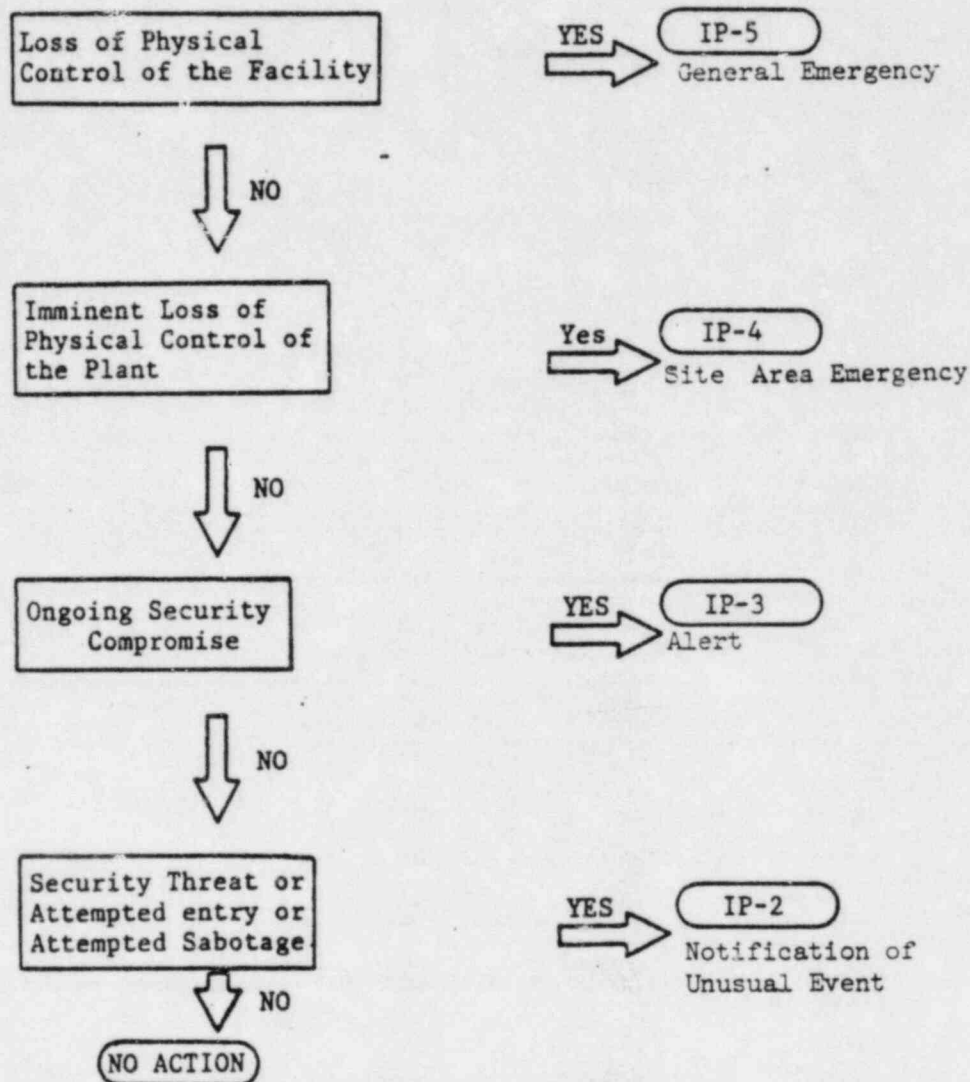 Loss of Physical
Control of the Facility
YES
IP-5
General Emergency
NO
Imminent Loss of
Physical Control of
the Plant
Yes
IP-4
Site Area Emergency
NO
Ongoing Security
Compromise
YES
IP-3
Alert
NO
Security Threat or
Attempted entry or
Attempted Sabotage
YES
IP-2
Notification of
Unusual Event
NO
NO ACTION